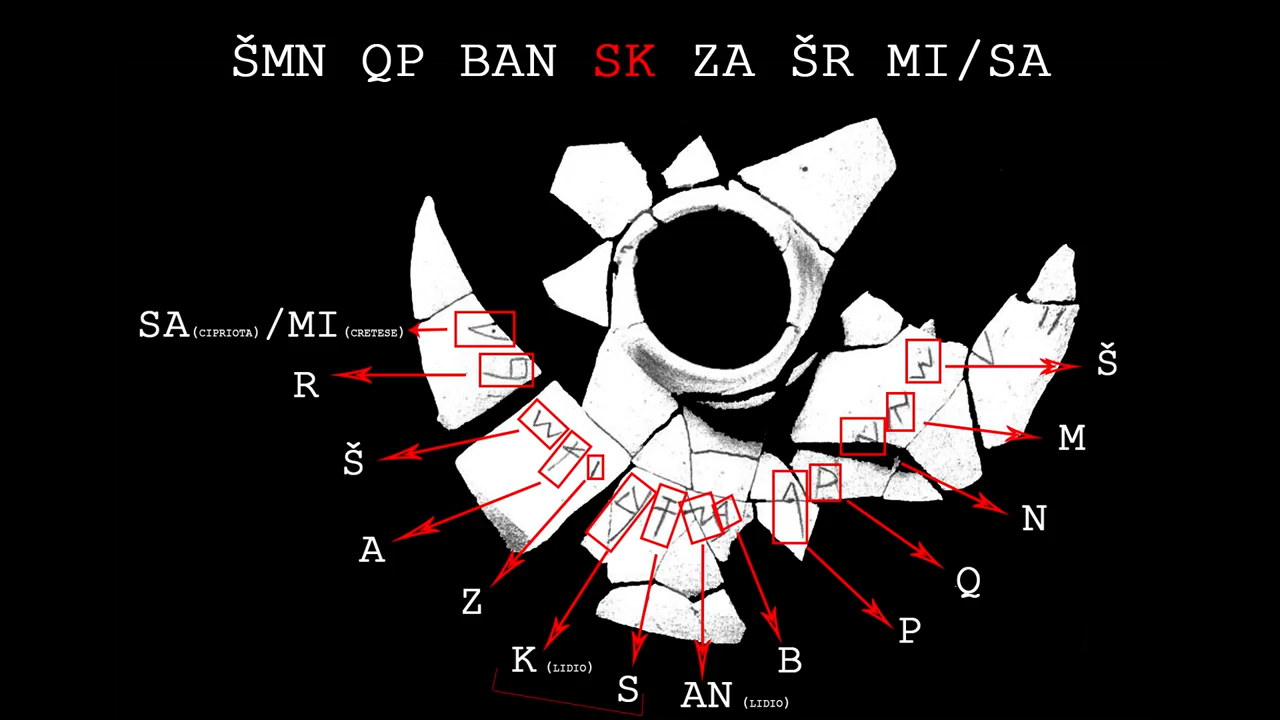 ŠMN QP BAN SK ZA ŠR MI/SA
SA(CIPRIOTA)/MI(CRETESE)
R
Š
A
Z
K (LIDIO)
S
AN (LIDIO)
B
P
Q
N
M
Š